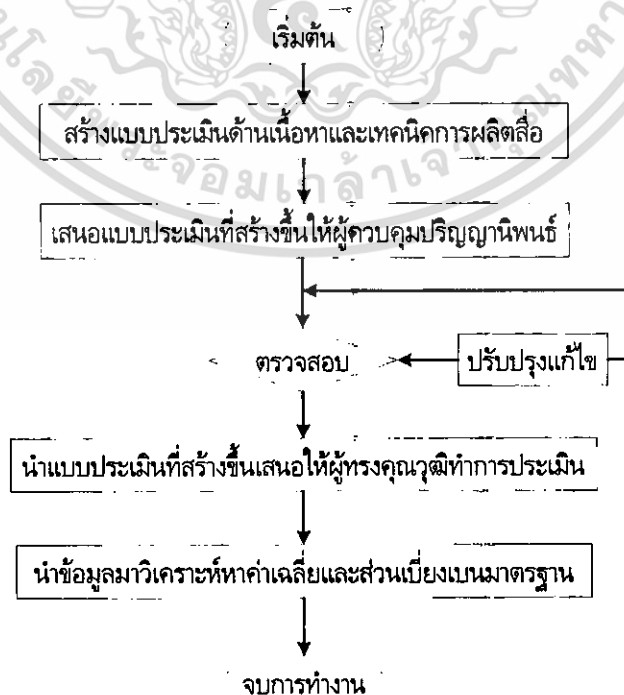 เริ่มต้น
สร้างแบบประเมินด้านเนื้อหาและเทคนิคการผลิตสื่อ
เสนอแบบประเมินที่สร้างขึ้นให้ผู้ควบคุมปริญญานิพนธ์
ตรวจสอบ
ปรับปรุงแก้ไข
นำแบบประเมินที่สร้างขึ้นเสนอให้ผู้ทรงคุณวุฒิทำการประเมิน
นำข้อมูลมาวิเคราะห์หาค่าเฉลี่ยและส่วนเบี่ยงเบนมาตรฐาน
จบการทำงาน